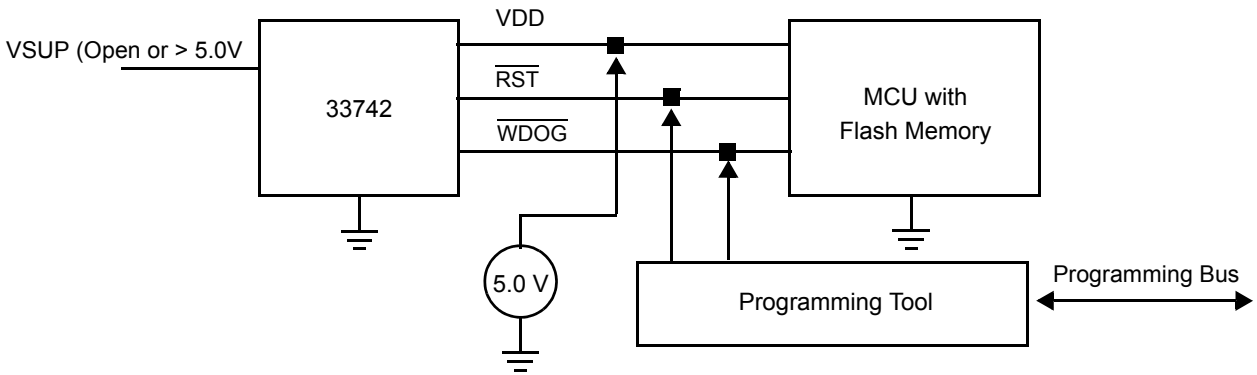 VDD
VSUP (Open or > 5.0V
RST
33742
WDOG
MCU with
Flash Memory
5.0 V
Programming Tool
Programming Bus